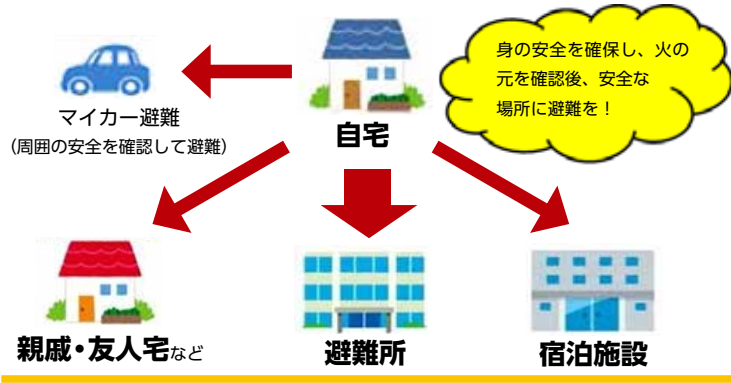 身の安全を確保し、火の
元を確認後、安全な
場所に避難を！
自宅
マイカー避難
（周囲の安全を確認して避難）
親戚・友人宅など
避難所
宿泊施設